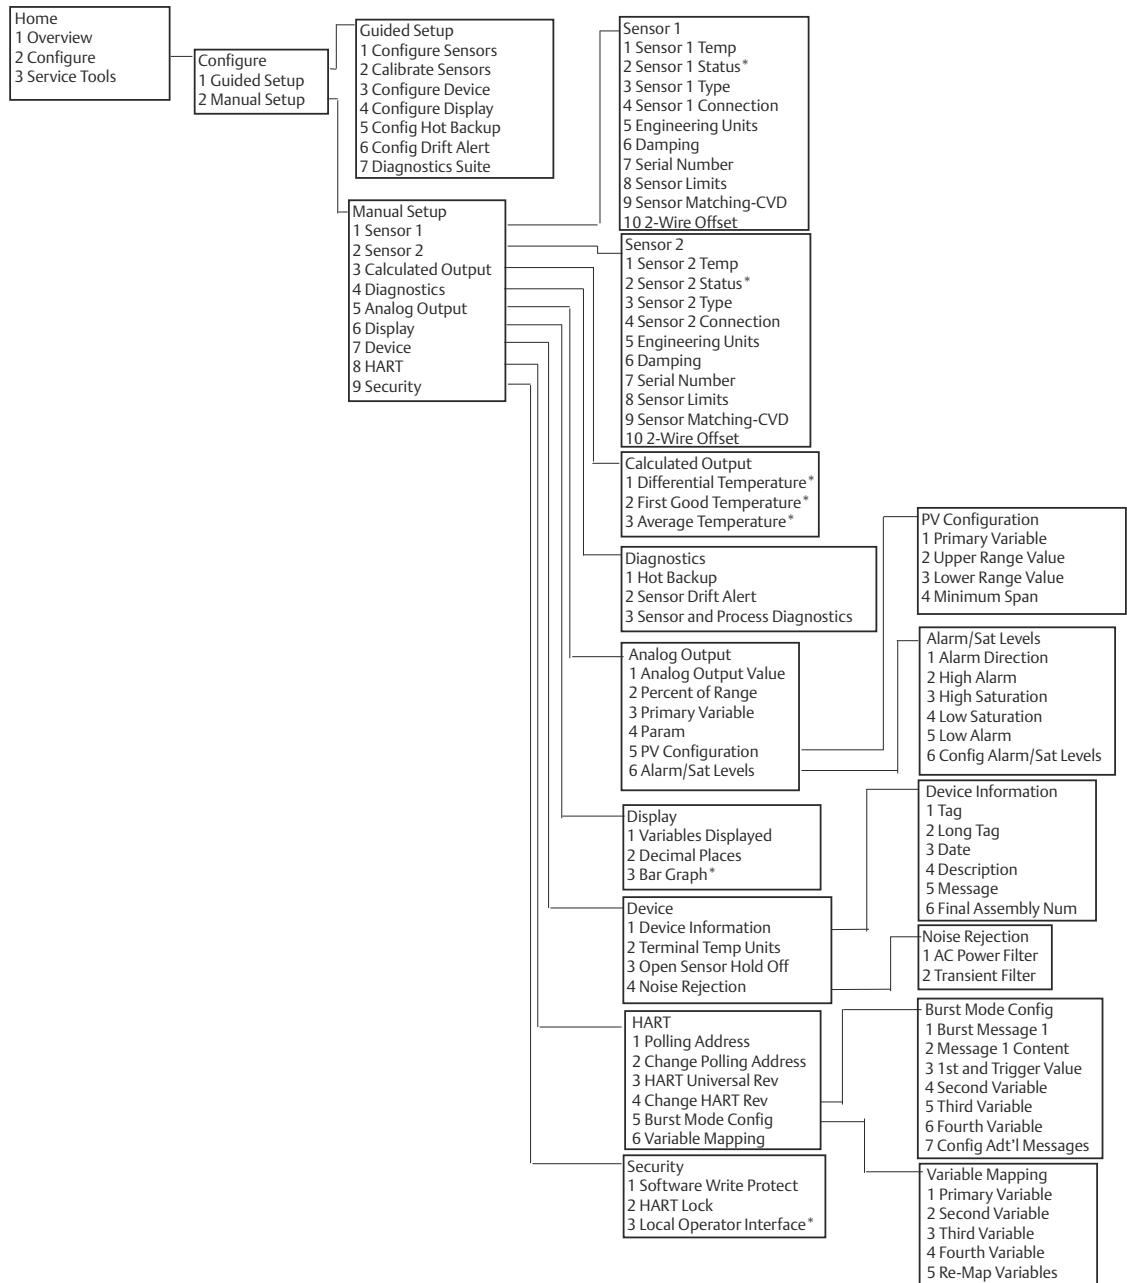 Home
1 Overview
2 Configure
3 Service Tools
Configure
1 Guided Setup
2 Manual Setup
Guided Setup
1 Configure Sensors
2 Calibrate Sensors
3 Configure Device
4 Configure Display
5 Config Hot Backup
6 Config Drift Alert
7 Diagnostics Suite
Manual Setup
1 Sensor 1
2 Sensor 2
3 Calculated Output
4 Diagnostics
5 Analog Output
6 Display
7 Device
8 HART
9 Security
Sensor 1
1 Sensor 1 Temp
2 Sensor 1 Status*
3 Sensor 1 Type
4 Sensor 1 Connection
5 Engineering Units
6 Damping
7 Serial Number
8 Sensor Limits
9 Sensor Matching-CVD
10 2-Wire Offset
Sensor 2
1 Sensor 2 Temp
2 Sensor 2 Status*
3 Sensor 2 Type
4 Sensor 2 Connection
5 Engineering Units
6 Damping
7 Serial Number
8 Sensor Limits
9 Sensor Matching-CVD
10 2-Wire Offset
Calculated Output
1 Differential Temperature*
2 First Good Temperature*
3 Average Temperature*
Diagnostics
1 Hot Backup
2 Sensor Drift Alert
3 Sensor and Process Diagnostics
Analog Output
1 Analog Output Value
2 Percent of Range
3 Primary Variable
4 Param
5 PV Configuration
6 Alarm/Sat Levels
Display
1 Variables Displayed
2 Decimal Places
3 Bar Graph*
Device
1 Device Information
2 Terminal Temp Units
3 Open Sensor Hold Off
4 Noise Rejection
HART
1 Polling Address
2 Change Polling Address
3 HART Universal Rev
4 Change HART Rev
5 Burst Mode Config
6 Variable Mapping
Security
1 Software Write Protect
2 HART Lock
3 Local Operator Interface*
PV Configuration
1 Primary Variable
2 Upper Range Value
3 Lower Range Value
4 Minimum Span
Alarm/Sat Levels
1 Alarm Direction
2 High Alarm
3 High Saturation
4 Low Saturation
5 Low Alarm
6 Config Alarm/Sat Levels
Device Information
1 Tag
2 Long Tag
3 Date
4 Description
5 Message
6 Final Assembly Num
Noise Rejection
1 AC Power Filter
2 Transient Filter
Burst Mode Config
1 Burst Message 1
2 Message 1 Content
3 1st and Trigger Value
4 Second Variable
5 Third Variable
6 Fourth Variable
7 Config Adt'l Messages
Variable Mapping
1 Primary Variable
2 Second Variable
3 Third Variable
4 Fourth Variable
5 Re-Map Variables